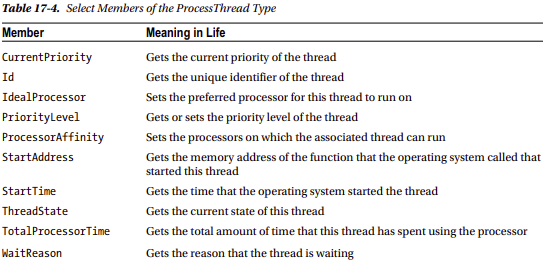 Table 17-4. Select Members of the ProcessThread Type
Member Meaning in Life
CurrentPriority Gets the current priority of the thread
Id Gets the unique identifier of the thread
IdealProcessor Sets the preferred processor for this thread to run on
PriorityLevel Gets or sets the priority level of the thread
ProcessorAffinity Sets the processors on which the associated thread can run
StartAddress Gets the memory address of the function that the operating system called that
started this thread
StartTime Gets the time that the operating system started the thread
ThreadState Gets the current state of this thread
TotalProcessorTime Gets the total amount of time that this thread has spent using the processor
WaitReason Gets the reason that the thread is waiting